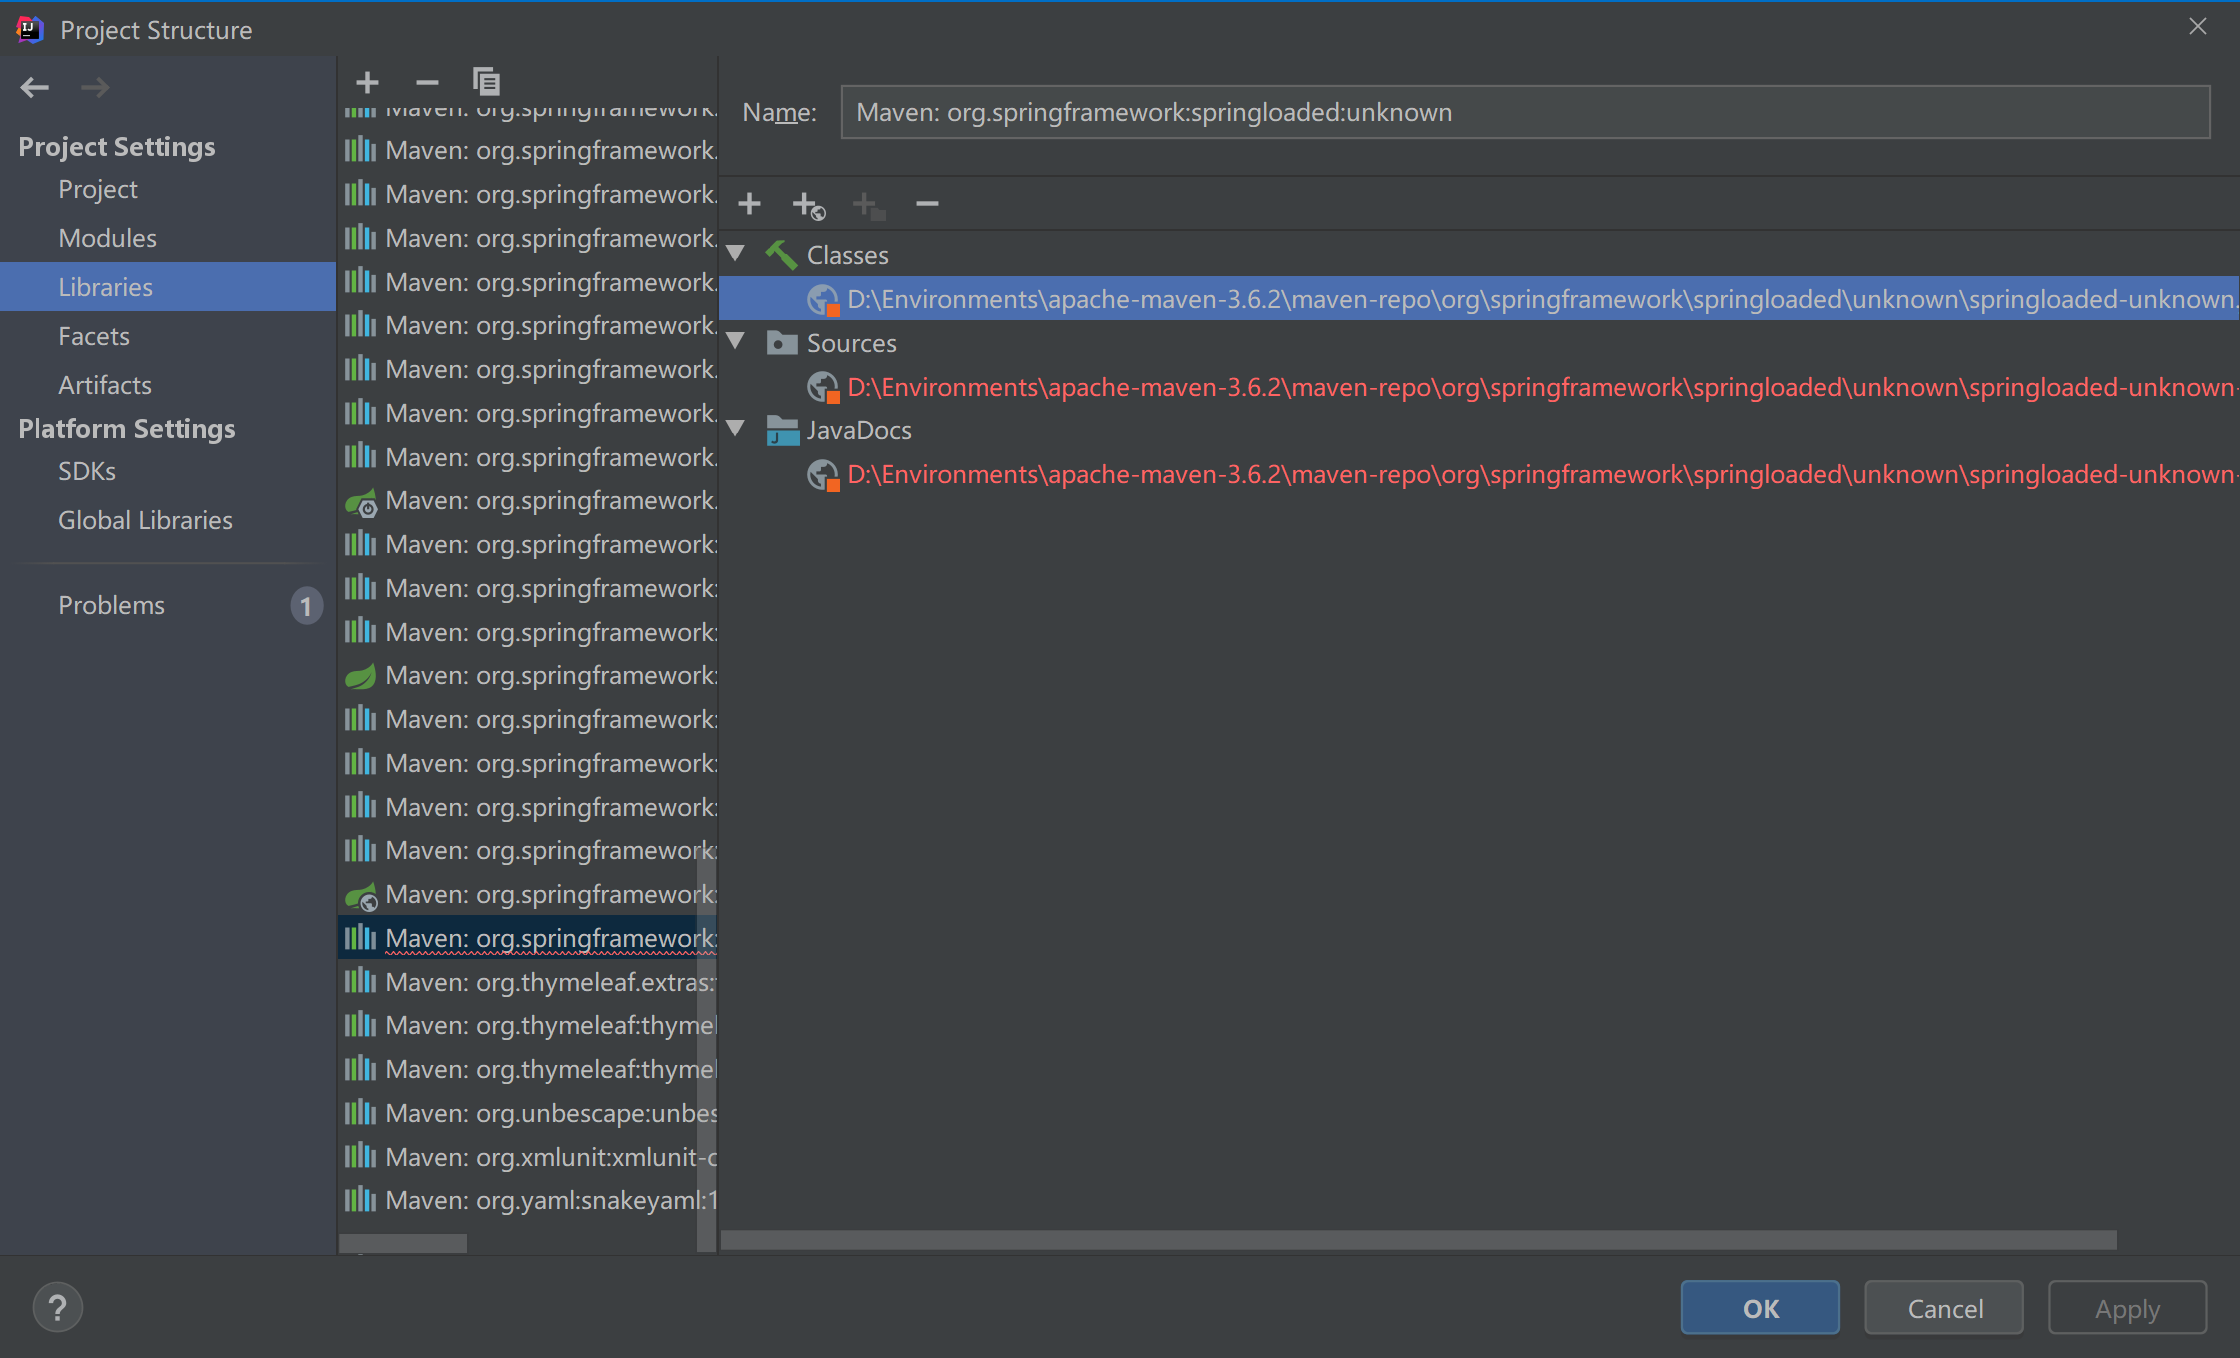 Project Structure
Project Settings
Project
Modules
Libraries
Facets
Artifacts
Platform Settings
SDKs
Global Libraries
Problems
1
Maven: org.springframework.
Maven: org.springframework.
Maven: org.springframework.
Maven: org.springframework.
Maven: org.springframework.
Maven: org.springframework.
Maven: org.springframework.
Maven: org.springframework.
Maven: org.springframework.
Maven: org.springframework.
Maven: org.springframework:
Maven: org.springframework:
Maven: org.springframework:
Maven: org.springframework:
Maven: org.springframework:
Maven: org.springframework:
Maven: org.springframework:
Maven: org.springframework:
Maven: org.springframework:
Maven: org.springframework:
Maven: org.thymeleaf.extras:
Maven: org.thymeleaf:thymel
Maven: org.thymeleaf:thymel
Maven: org.unbescape:unbes
Maven: org.xmlunit:xmlunit-c
Maven: org.yaml:snakeyaml:1
Name:
Maven: org.springframework:springloaded:unknown
Classes
D:\Environments\apache-maven-3.6.2\maven-repo\org\springframework\springloaded\unknown\springloaded-unknown.
Sources
D:\Environments\apache-maven-3.6.2\maven-repo\org\springframework\springloaded\unknown\springloaded-unknown-
JavaDocs
D:\Environments\apache-maven-3.6.2\maven-repo\org\springframework\springloaded\unknown\springloaded-unknown-
?
OK
Cancel
Apply